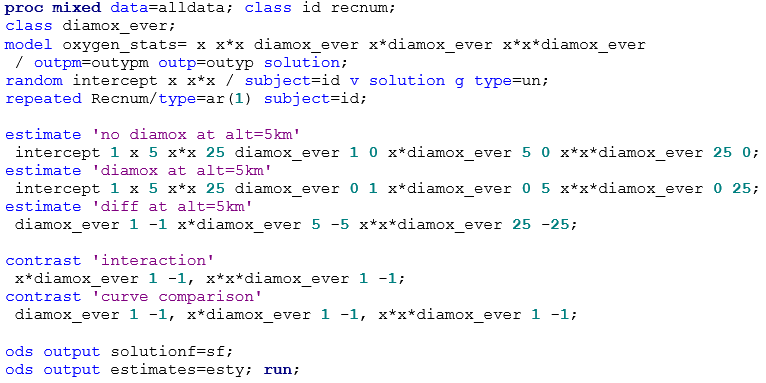 proc mixed data=alldata; class id recnum;
class diamox_ever;
model oxygen_stats= x x*x diamox_ever x*diamox_ever x*x*diamox_ever
/ outpm=outypm outp=outyp solution;
random intercept x x*x / subject=id v solution g type=un;
repeated Recnum/type=ar(1) subject=id;
estimate 'no diamox at alt=5km'
intercept 1 x 5 x*x 25 diamox_ever 1 0 x*diamox_ever 5 0 x*x*diamox_ever 25 0;
estimate 'diamox at alt=5km'
intercept 1 x 5 x*x 25 diamox_ever 0 1 x*diamox_ever 0 5 x*x*diamox_ever 0 25;
estimate 'diff at alt=5km'
diamox_ever 1 -1 x*diamox_ever 5 -5 x*x*diamox_ever 25 -25;
contrast 'interaction'
x*diamox_ever 1 -1, x*x*diamox_ever 1 -1;
contrast 'curve comparison'
diamox_ever 1 -1, x*diamox_ever 1 -1, x*x*diamox_ever 1 -1;
ods output solutionf=sf;
ods output estimates=esty; run;